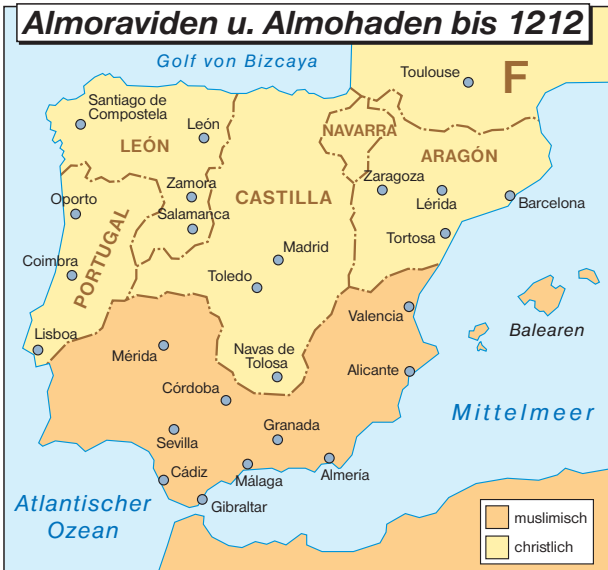 Almoraviden u. Almohaden bis 1212
Golf von Bizcaya
Toulouse
F
Santiago de
Compostela
León
LEÓN
NAVARRA
ARAGÓN
Zaragoza
Lérida
Barcelona
Zamora
Salamanca
CASTILLA
Oporto
PORTUGAL
Tortosa
Madrid
Coimbra
Toledo
Valencia
Balearen
Lisboa
Mérida
Navas de
Tolosa
Alicante
Córdoba
Mittelmeer
Granada
Sevilla
Almería
Málaga
Cádiz
Gibraltar
Atlantischer
Ozean
muslimisch
christlich